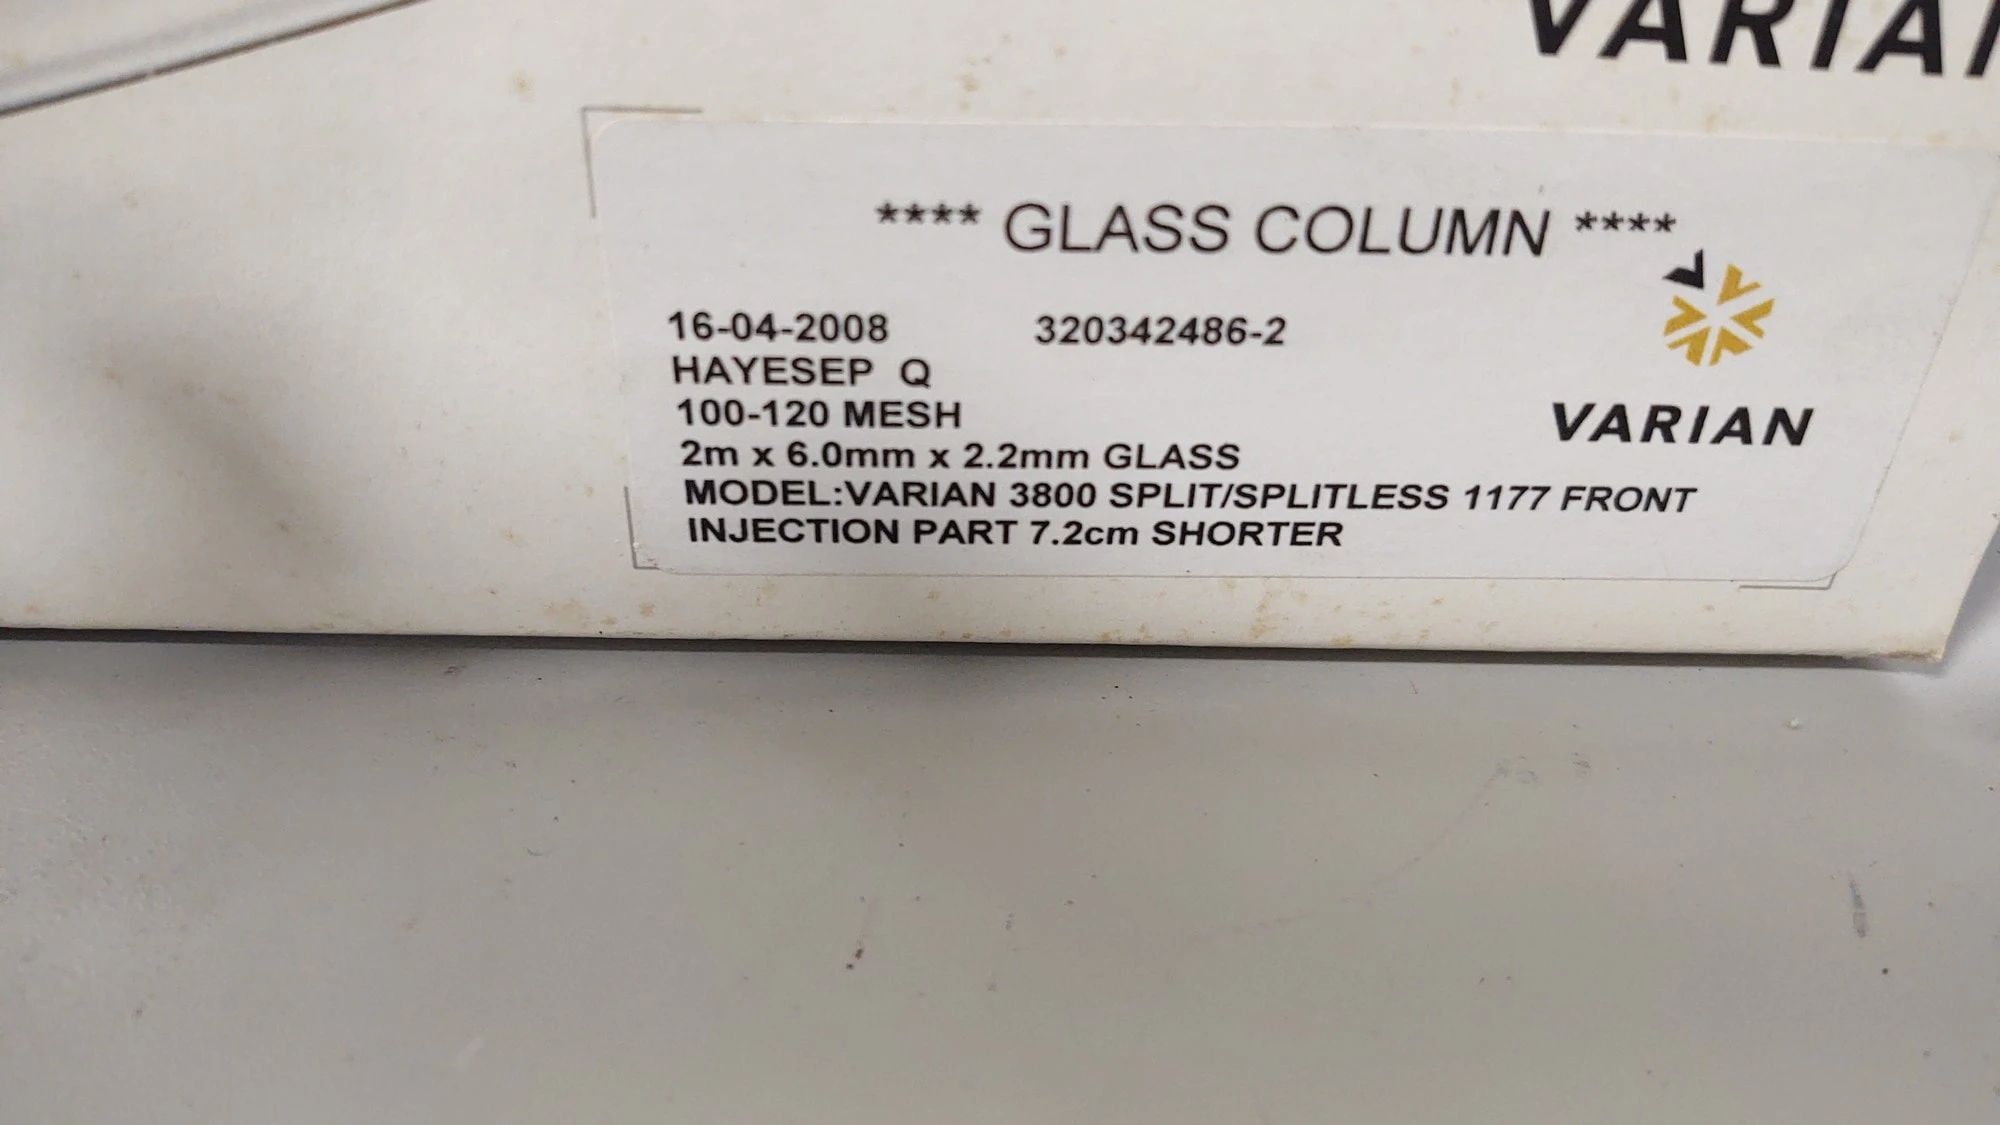 VARIAN
**** GLASS COLUMN ****
16-04-2008 320342486-2
HAYESEP Q
100-120 MESH
2m x 6.0mm x 2.2mm GLASS
VARIAN
MODEL:VARIAN 3800 SPLIT/SPLITLESS 1177 FRONT
INJECTION PART 7.2cm SHORTER